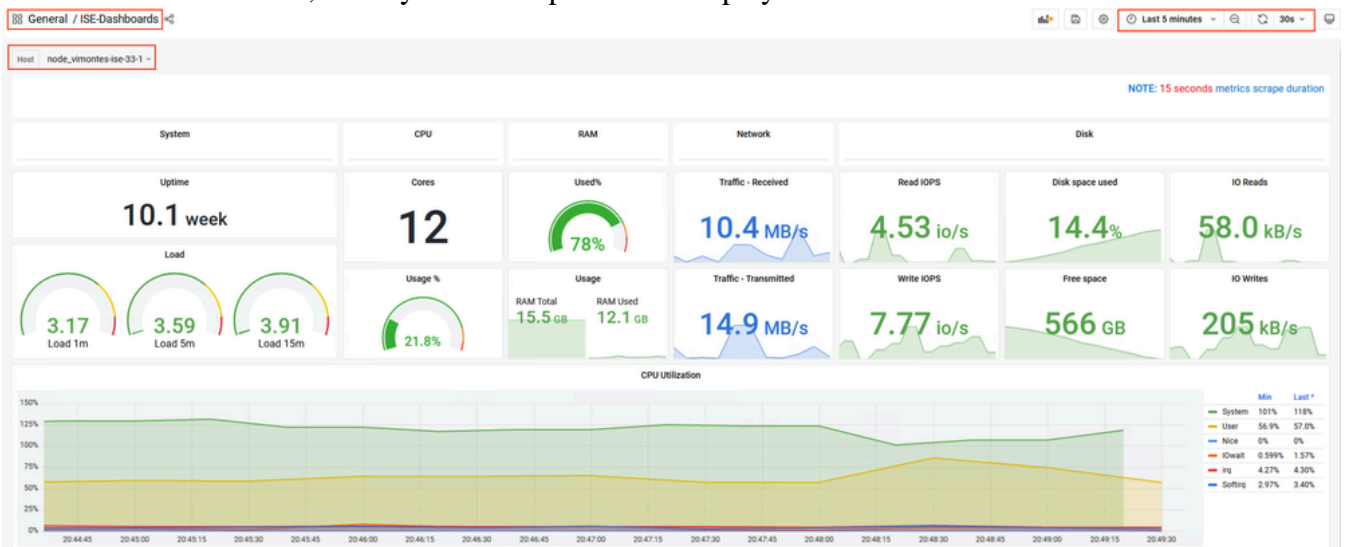 General / ISE-Dashboards
Last 5 minutes
30s
Host node_vimontes-ise-33-1
NOTE: 15 seconds metrics scrape duration
System
CPU
RAM
Network
Disk
Uptime
10.1 week
Cores
12
Used%
78%
Traffic - Received
10.4 MB/s
Read IOPS
4.53 io/s
Disk space used
14.4%
IO Reads
58.0 kB/s
Load
3.17
Load 1m
3.59
Load 5m
3.91
Load 15m
Usage %
21.8%
Usage
RAM Total
15.5 GB
RAM Used
12.1 GB
Traffic - Transmitted
14.9 MB/s
Write IOPS
7.77 io/s
Free space
566 GB
IO Writes
205 kB/s
CPU Utilization
150%
125%
100%
75%
50%
25%
0%
20:44:45 20:45:00 20:45:15 20:45:30 20:45:45 20:46:00 20:46:15 20:46:30 20:46:45 20:47:00 20:47:15 20:47:30 20:47:45 20:48:00 20:48:15 20:48:30 20:48:45 20:49:00 20:49:15 20:49:30
Min Last *
System 101% 118%
User 56.9% 57.0%
Nice 0% 0%
IOwait 0.599% 1.57%
irq 4.27% 4.30%
Softirq 2.97% 3.40%